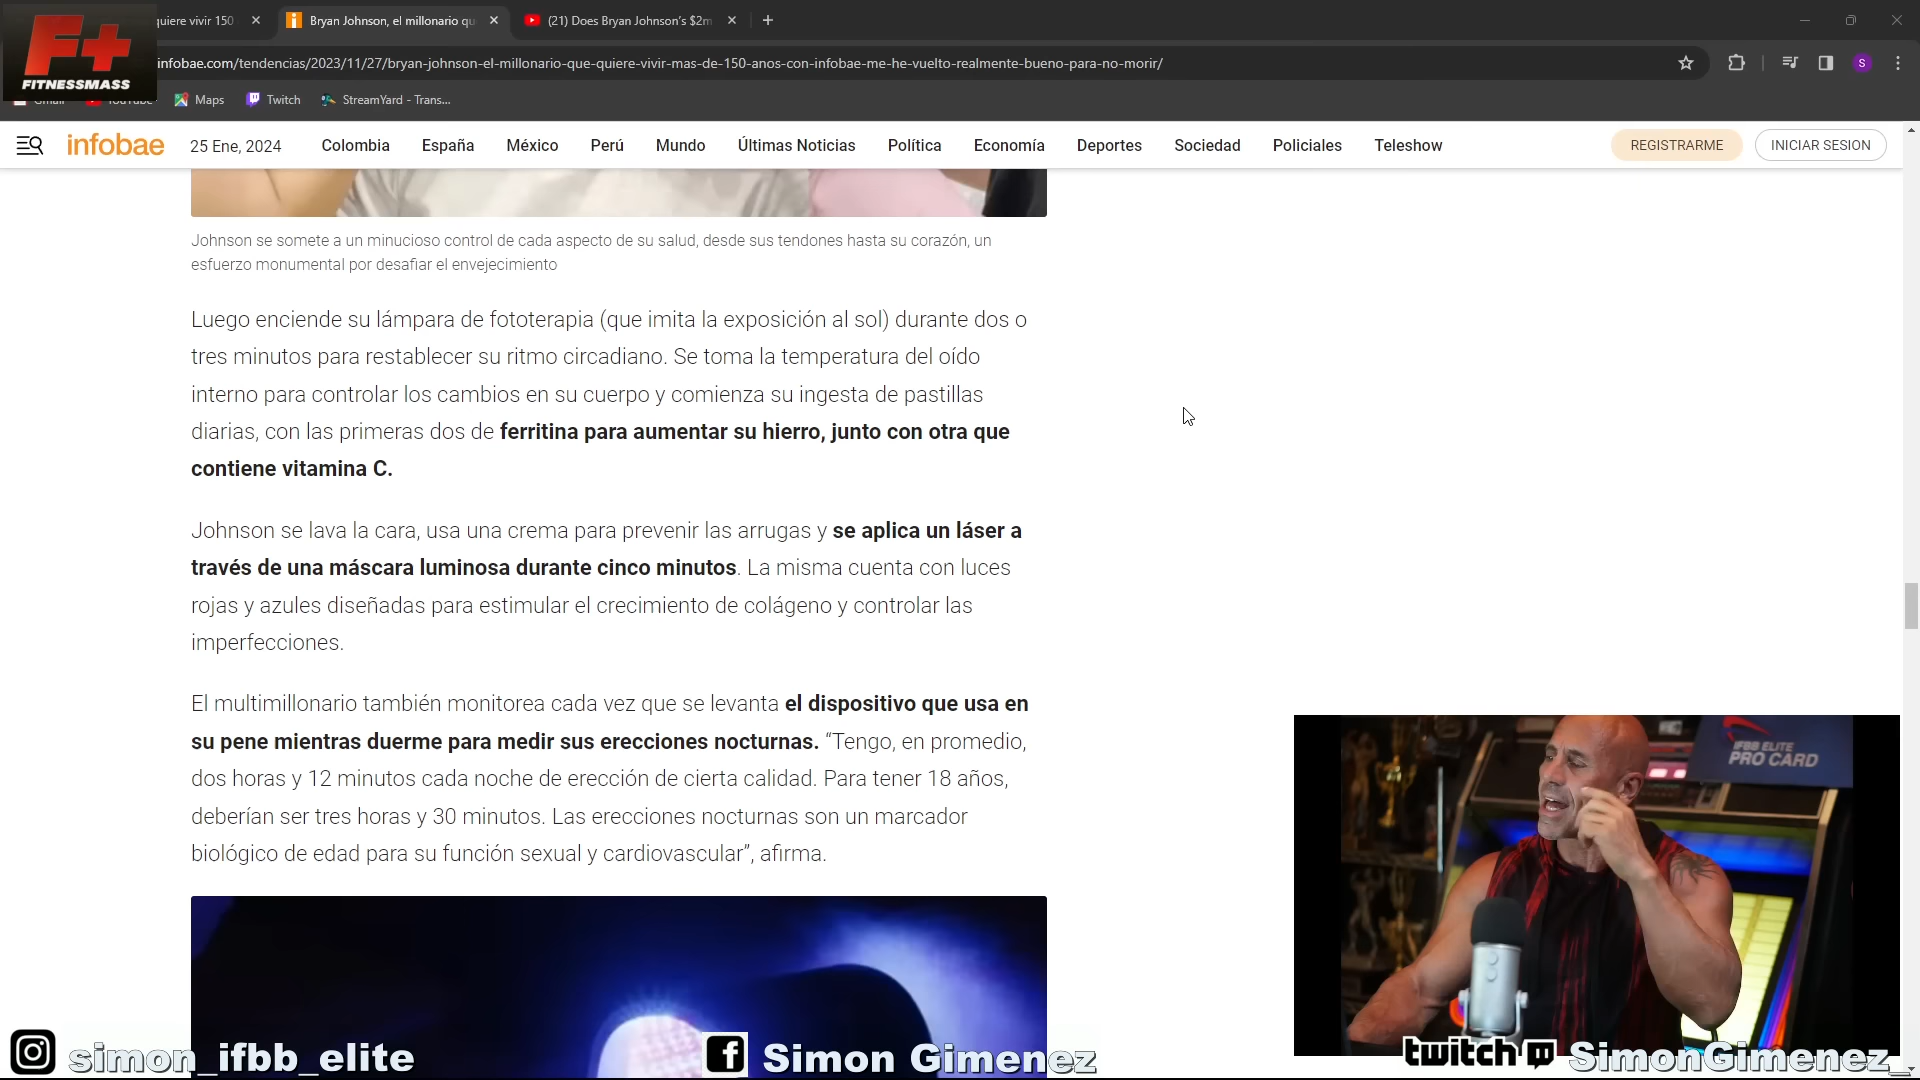 quiere vivir 150
Bryan Johnson, el millonario qu
(21) Does Bryan Johnson's $2m
F+
FITNESSMASS
infobae.com/tendencias/2023/11/27/bryan-johnson-el-millonario-que-quiere-vivir-mas-de-150-anos-con-infobae-me-he-vuelto-realmente-bueno-para-no-morir/
S
Gmail
YouTube
Maps
Twitch
StreamYard - Trans...
infobae
25 Ene, 2024
Colombia
España
México
Perú
Mundo
Últimas Noticias
Política
Economía
Deportes
Sociedad
Policiales
Teleshow
REGISTRARME
INICIAR SESION
Johnson se somete a un minucioso control de cada aspecto de su salud, desde sus tendones hasta su corazón, un
esfuerzo monumental por desafiar el envejecimiento
Luego enciende su lámpara de fototerapia (que imita la exposición al sol) durante dos o
tres minutos para restablecer su ritmo circadiano. Se toma la temperatura del oído
interno para controlar los cambios en su cuerpo y comienza su ingesta de pastillas
diarias, con las primeras dos de ferritina para aumentar su hierro, junto con otra que
contiene vitamina C.
Johnson se lava la cara, usa una crema para prevenir las arrugas y se aplica un láser a
través de una máscara luminosa durante cinco minutos. La misma cuenta con luces
rojas y azules diseñadas para estimular el crecimiento de colágeno y controlar las
imperfecciones.
El multimillonario también monitorea cada vez que se levanta el dispositivo que usa en
su pene mientras duerme para medir sus erecciones nocturnas. “Tengo, en promedio,
dos horas y 12 minutos cada noche de erección de cierta calidad. Para tener 18 años,
deberían ser tres horas y 30 minutos. Las erecciones nocturnas son un marcador
biológico de edad para su función sexual y cardiovascular”, afirma.
IFBB ELITE
PRO CARD
simon_ifbb_elite
Simon Gimenez
twitch
SimonGimenez_